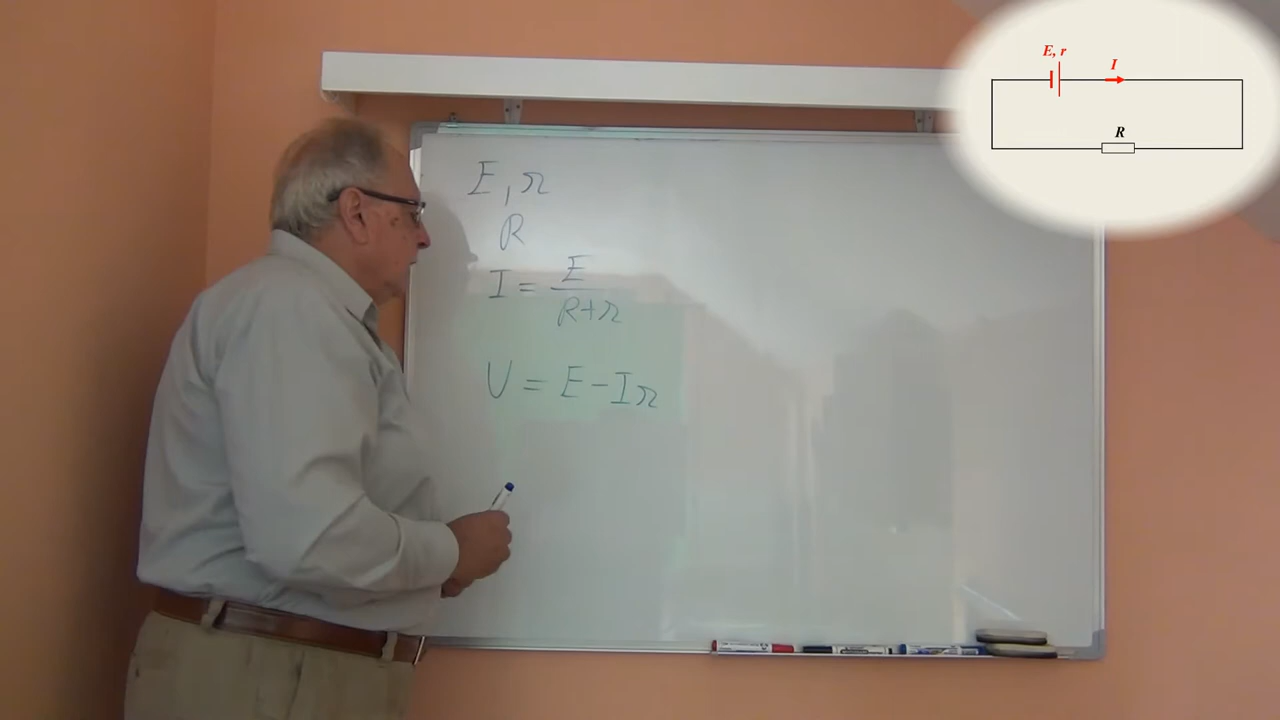 E, r
R
I = E / (R+r)
U = E - Ir
E, r
I
R